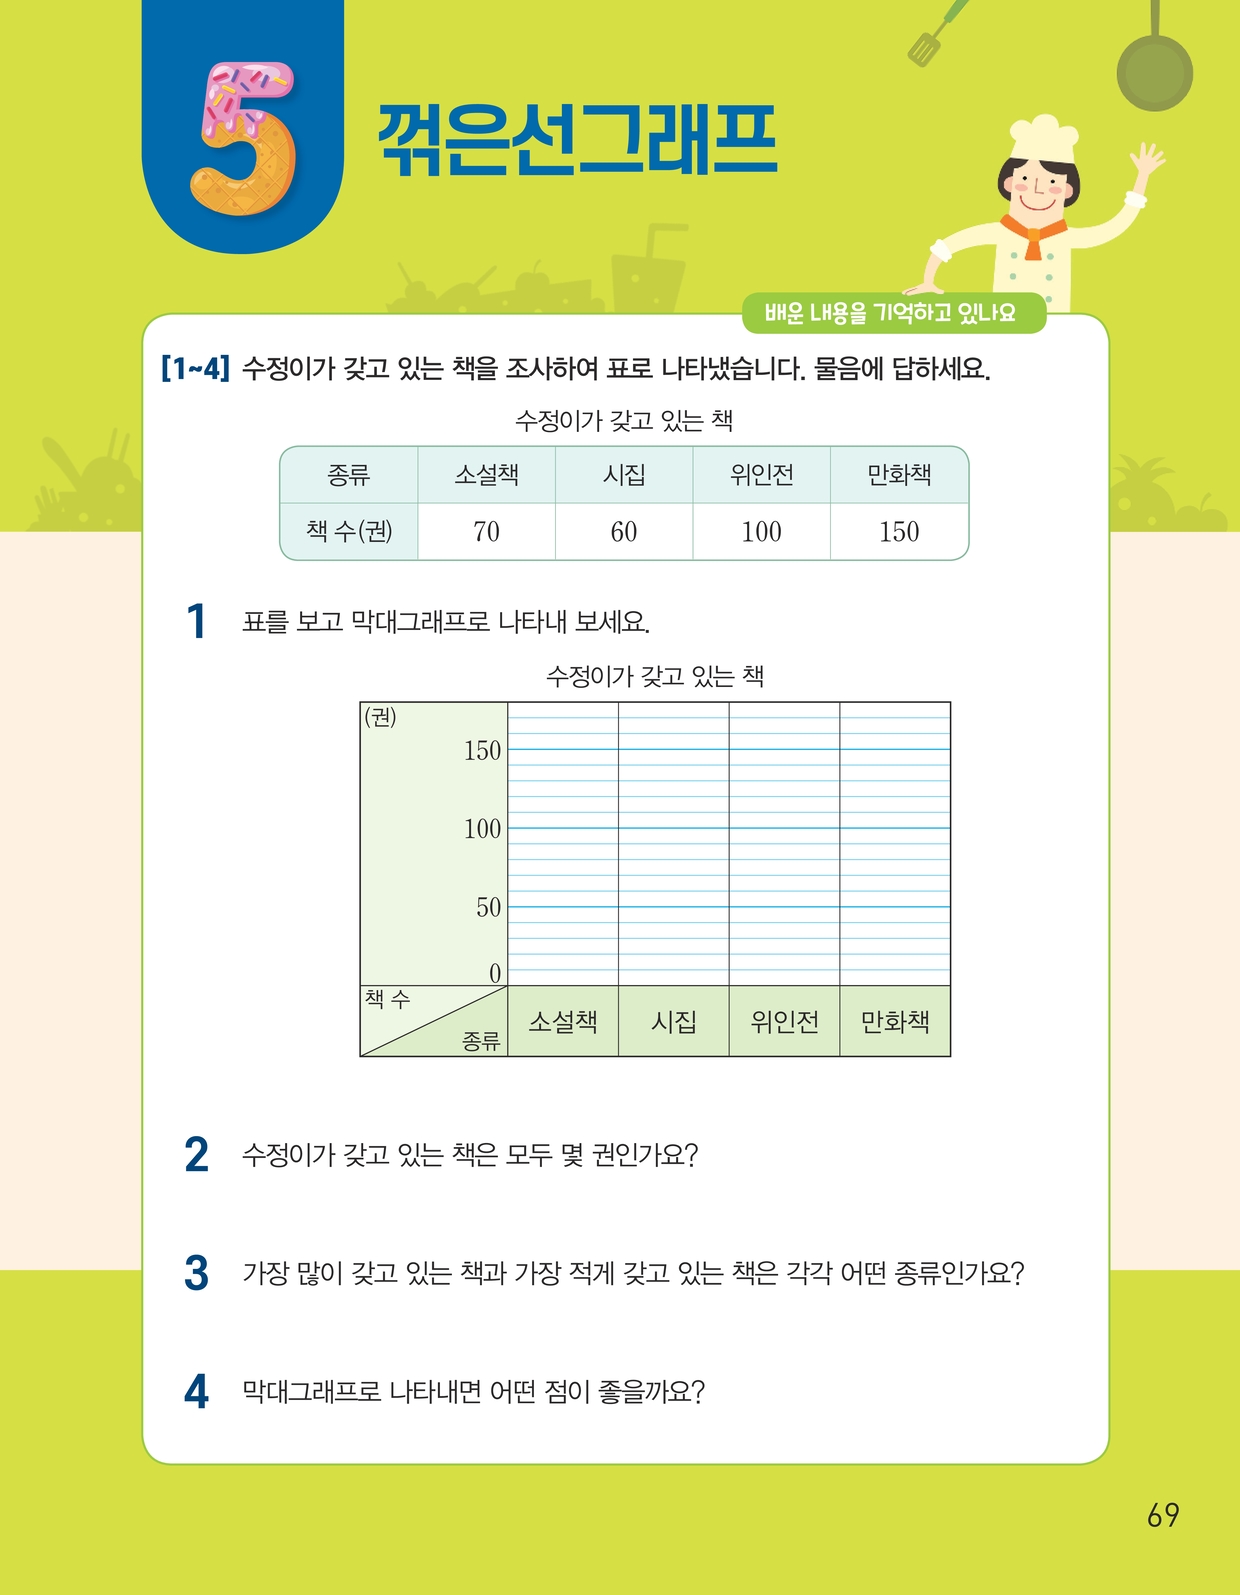 5
꺾은선그래프
배운 내용을 기억하고 있나요
[1~4] 수정이가 갖고 있는 책을 조사하여 표로 나타냈습니다. 물음에 답하세요.
수정이가 갖고 있는 책
종류 소설책 시집 위인전 만화책
책 수(권) 70 60 100 150
1 표를 보고 막대그래프로 나타내 보세요.
수정이가 갖고 있는 책
(권)
150
100
50
0
책 수
종류
소설책 시집 위인전 만화책
2 수정이가 갖고 있는 책은 모두 몇 권인가요?
3 가장 많이 갖고 있는 책과 가장 적게 갖고 있는 책은 각각 어떤 종류인가요?
4 막대그래프로 나타내면 어떤 점이 좋을까요?
69